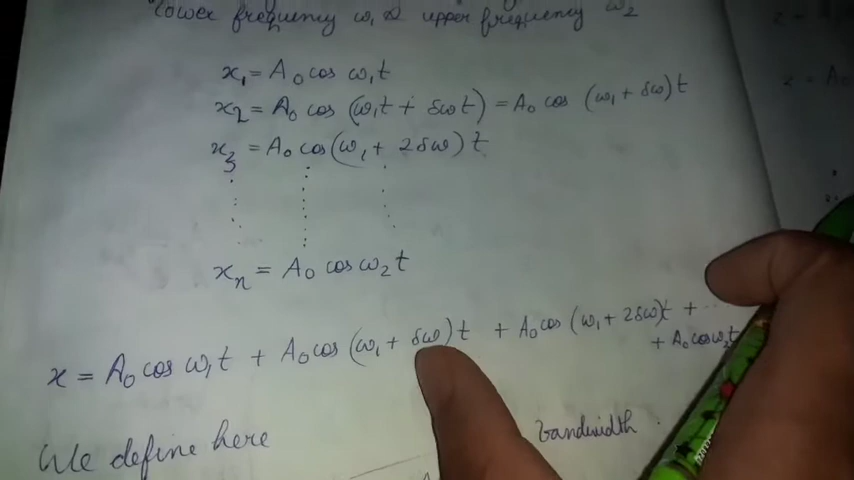 lower frequency ω₁ & upper frequency ω₂
x₁ = A₀ cos ω₁t
x₂ = A₀ cos (ω₁t + δωt) = A₀ cos (ω₁ + δω)t
x₃ = A₀ cos(ω₁ + 2δω) t
xₙ = A₀ cos ω₂t
x = A₀ cos ω₁t + A₀ cos (ω₁ + δω)t + A₀ cos (ω₁ + 2δω)t + ...
+ A₀ cos ω₂t
We define here bandwidth